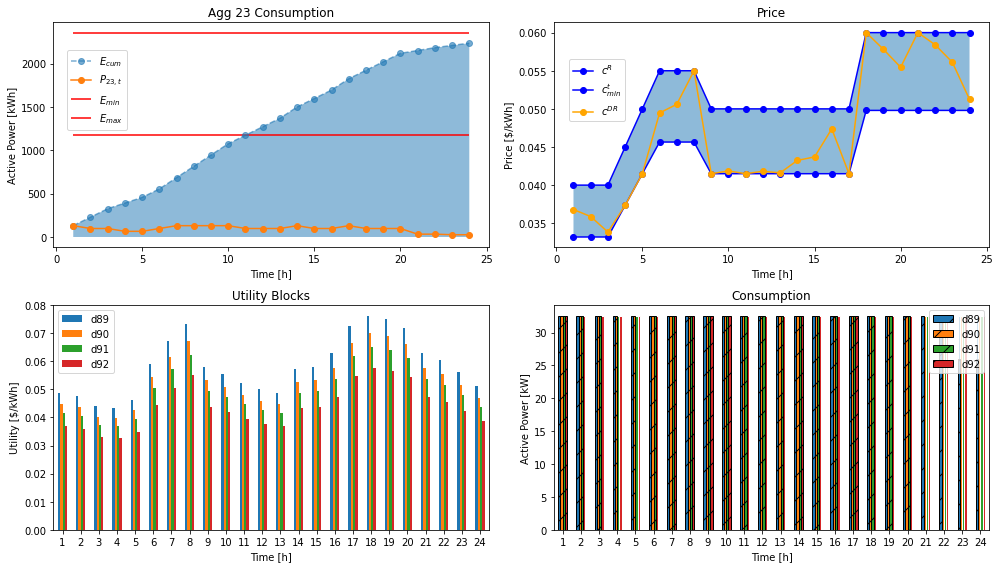 Agg 23 Consumption
Active Power [kWh]
2000
1500
1000
500
0
E_cum
P_23,t
E_min
E_max
0 5 10 15 20 25
Time [h]
Price
Price [$/kWh]
0.060
0.055
0.050
0.045
0.040
0.035
c^R
c^t_min
c^DR
0 5 10 15 20 25
Time [h]
Utility Blocks
Utility [$/kWh]
0.08
0.07
0.06
0.05
0.04
0.03
0.02
0.01
0.00
d89
d90
d91
d92
1 2 3 4 5 6 7 8 9 10 11 12 13 14 15 16 17 18 19 20 21 22 23 24
Time [h]
Consumption
Active Power [kW]
30
25
20
15
10
5
0
d89
d90
d91
d92
1 2 3 4 5 6 7 8 9 10 11 12 13 14 15 16 17 18 19 20 21 22 23 24
Time [h]